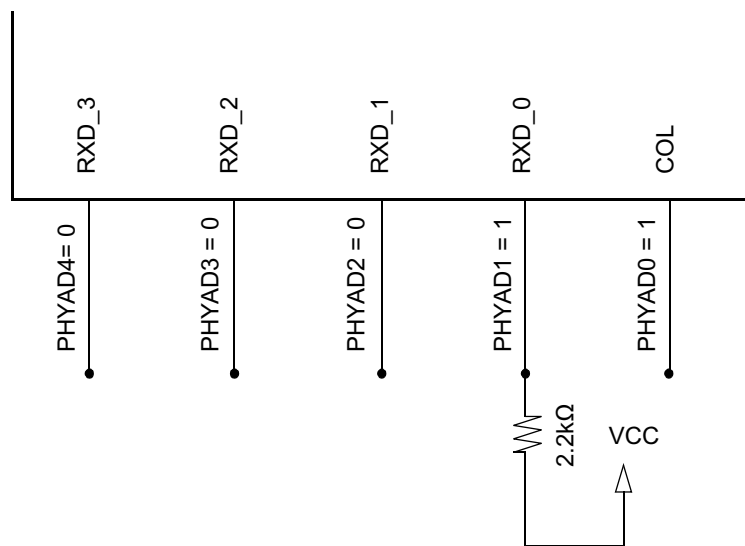 RXD_3
RXD_2
RXD_1
RXD_0
COL
PHYAD4= 0
PHYAD3 = 0
PHYAD2 = 0
PHYAD1 = 1
PHYAD0 = 1
2.2kΩ
VCC